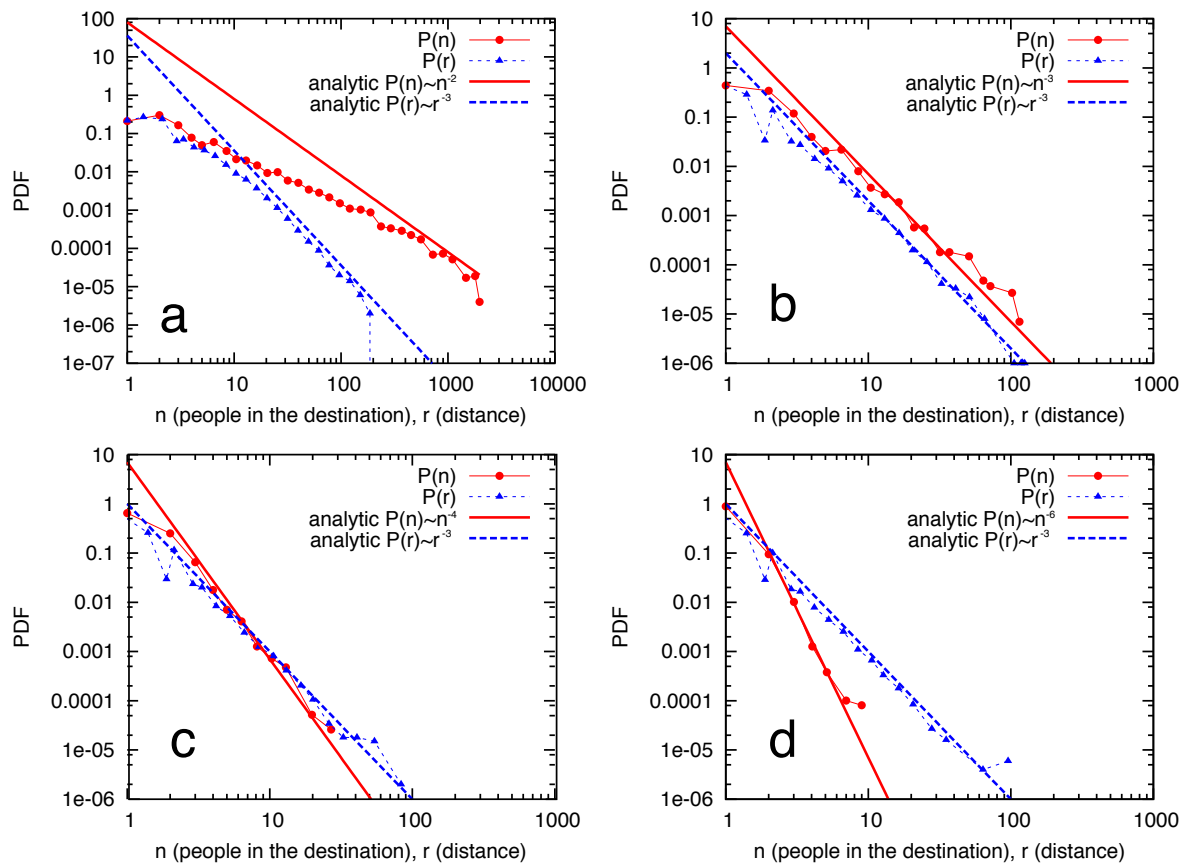 100
10
1
0.1
0.01
0.001
0.0001
1e-05
1e-06
1e-07
PDF
P(n)
P(r)
analytic P(n)~n-2
analytic P(r)~r-3
a
1 10 100 1000 10000
n (people in the destination), r (distance)
10
1
0.1
0.01
0.001
0.0001
1e-05
1e-06
PDF
P(n)
P(r)
analytic P(n)~n-3
analytic P(r)~r-3
b
1 10 100 1000
n (people in the destination), r (distance)
10
1
0.1
0.01
0.001
0.0001
1e-05
1e-06
PDF
P(n)
P(r)
analytic P(n)~n-4
analytic P(r)~r-3
c
1 10 100 1000
n (people in the destination), r (distance)
10
1
0.1
0.01
0.001
0.0001
1e-05
1e-06
PDF
P(n)
P(r)
analytic P(n)~n-6
analytic P(r)~r-3
d
1 10 100 1000
n (people in the destination), r (distance)